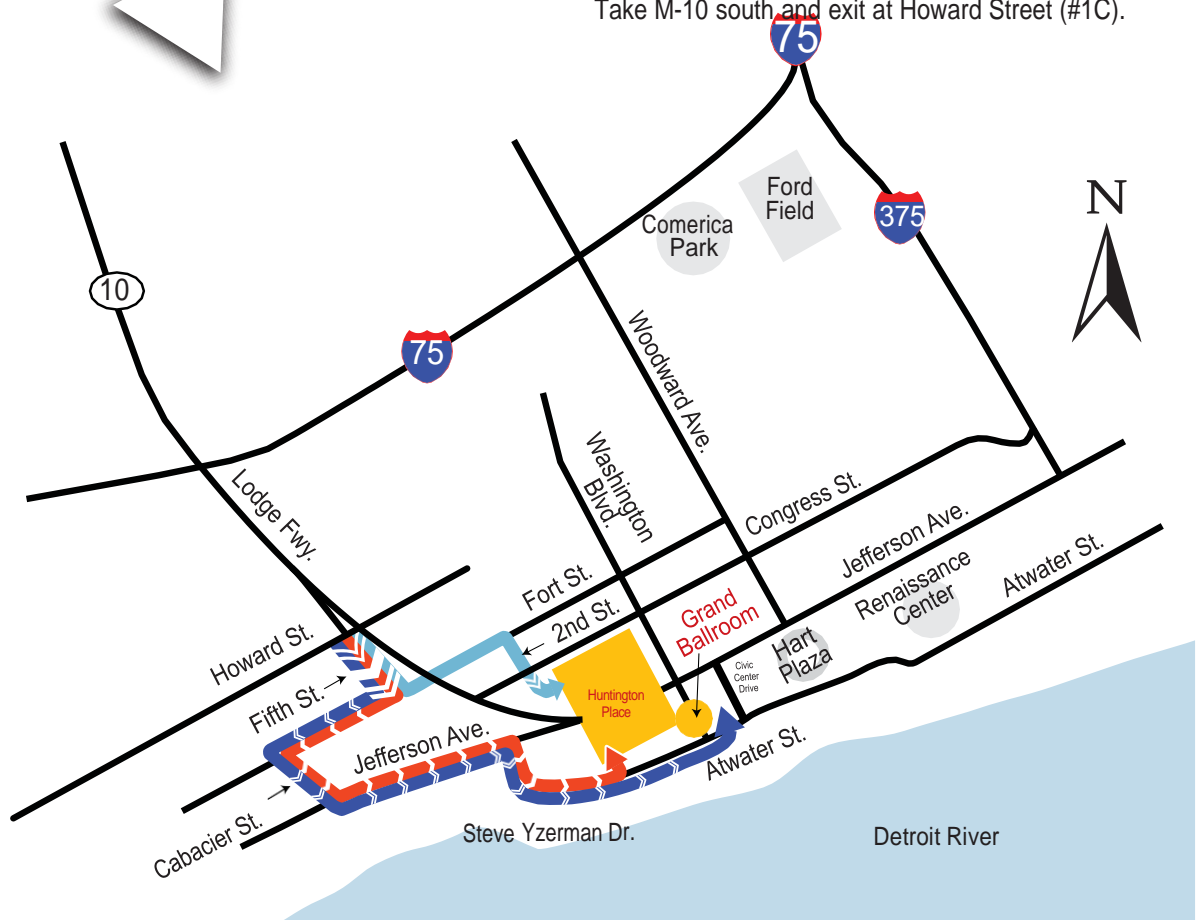 Take M-10 south and exit at Howard Street (#1C).
75
Ford
Field
375
N
Comerica
Park
10
75
Woodward Ave.
Washington
Blvd.
Lodge Fwy.
Congress St.
Jefferson Ave.
Atwater St.
Renaissance
Center
Fort St.
2nd St.
Grand
Ballroom
Howard St.
Hart
Plaza
Civic
Center
Drive
Fifth St.
Huntington
Place
Jefferson Ave.
Atwater St.
Cabacier St.
Steve Yzerman Dr.
Detroit River